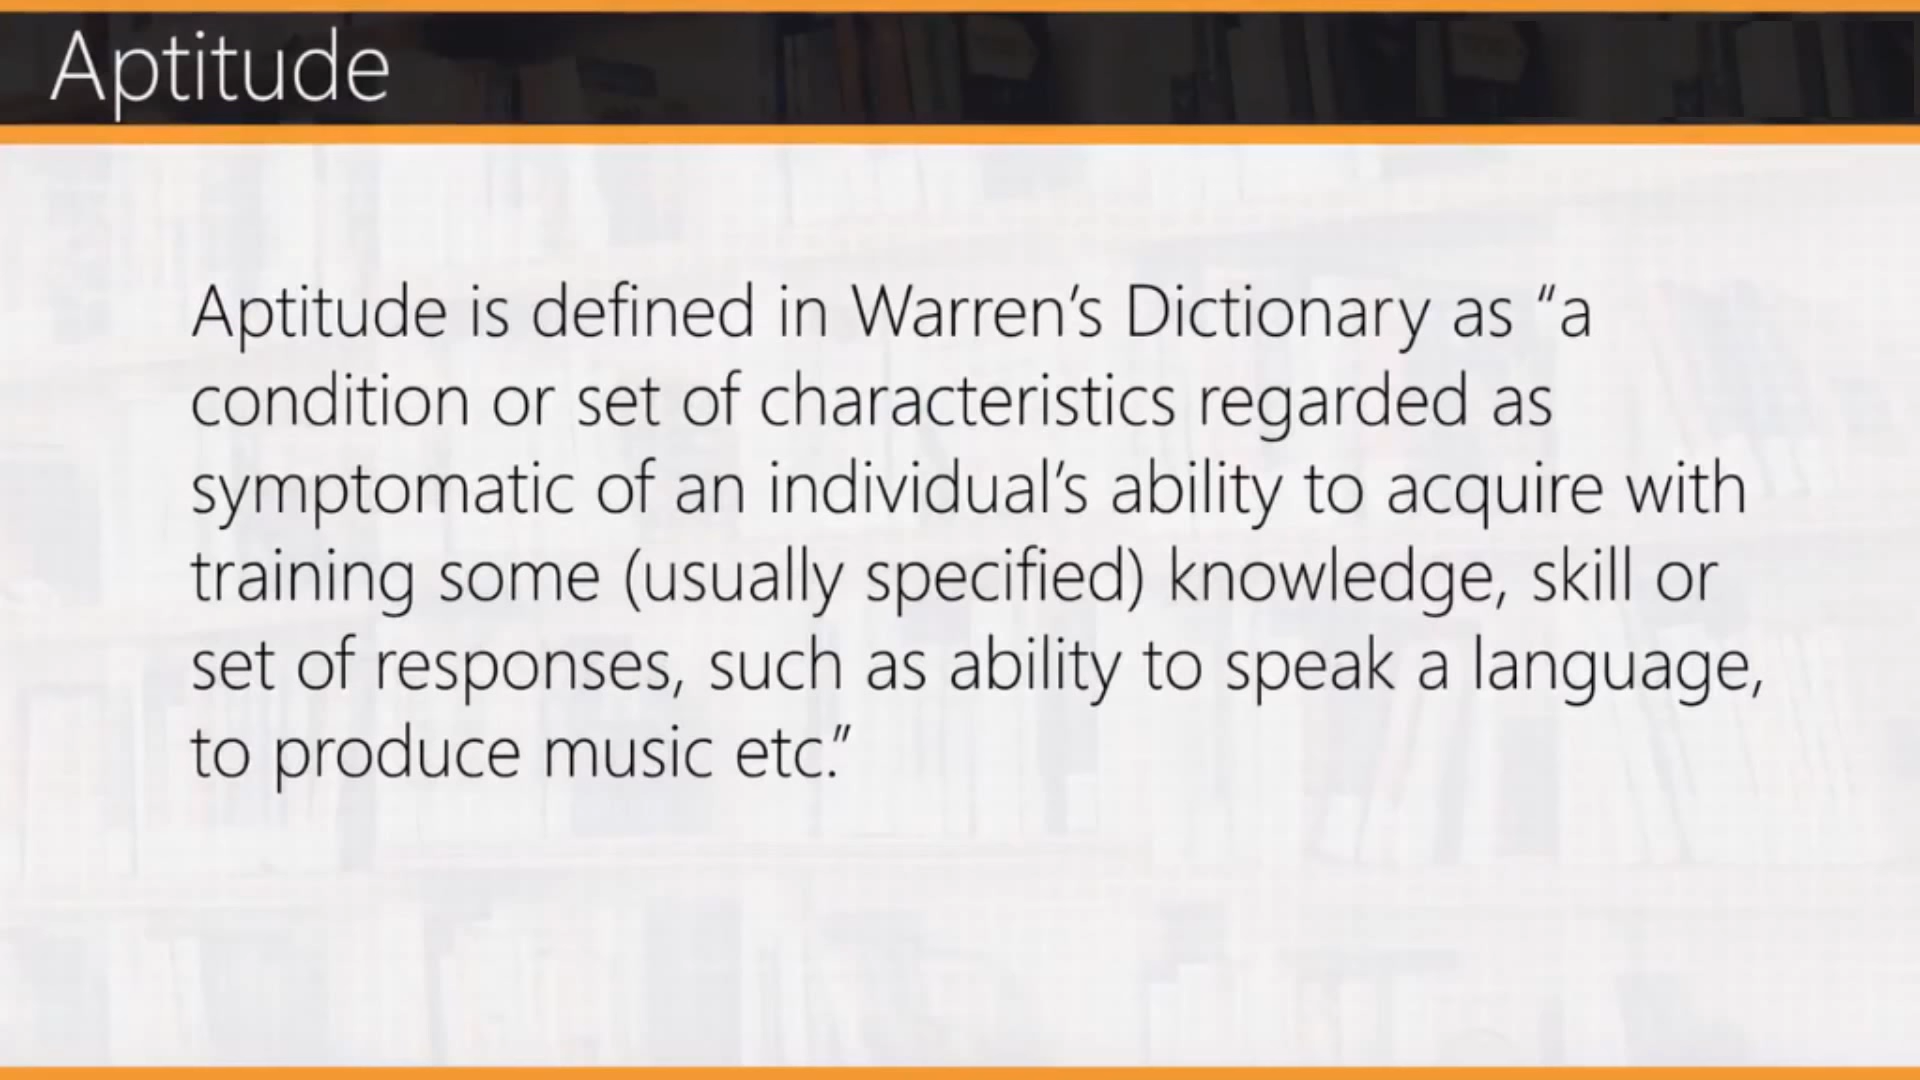 Aptitude
Aptitude is defined in Warren’s Dictionary as “a
condition or set of characteristics regarded as
symptomatic of an individual’s ability to acquire with
training some (usually specified) knowledge, skill or
set of responses, such as ability to speak a language,
to produce music etc.”